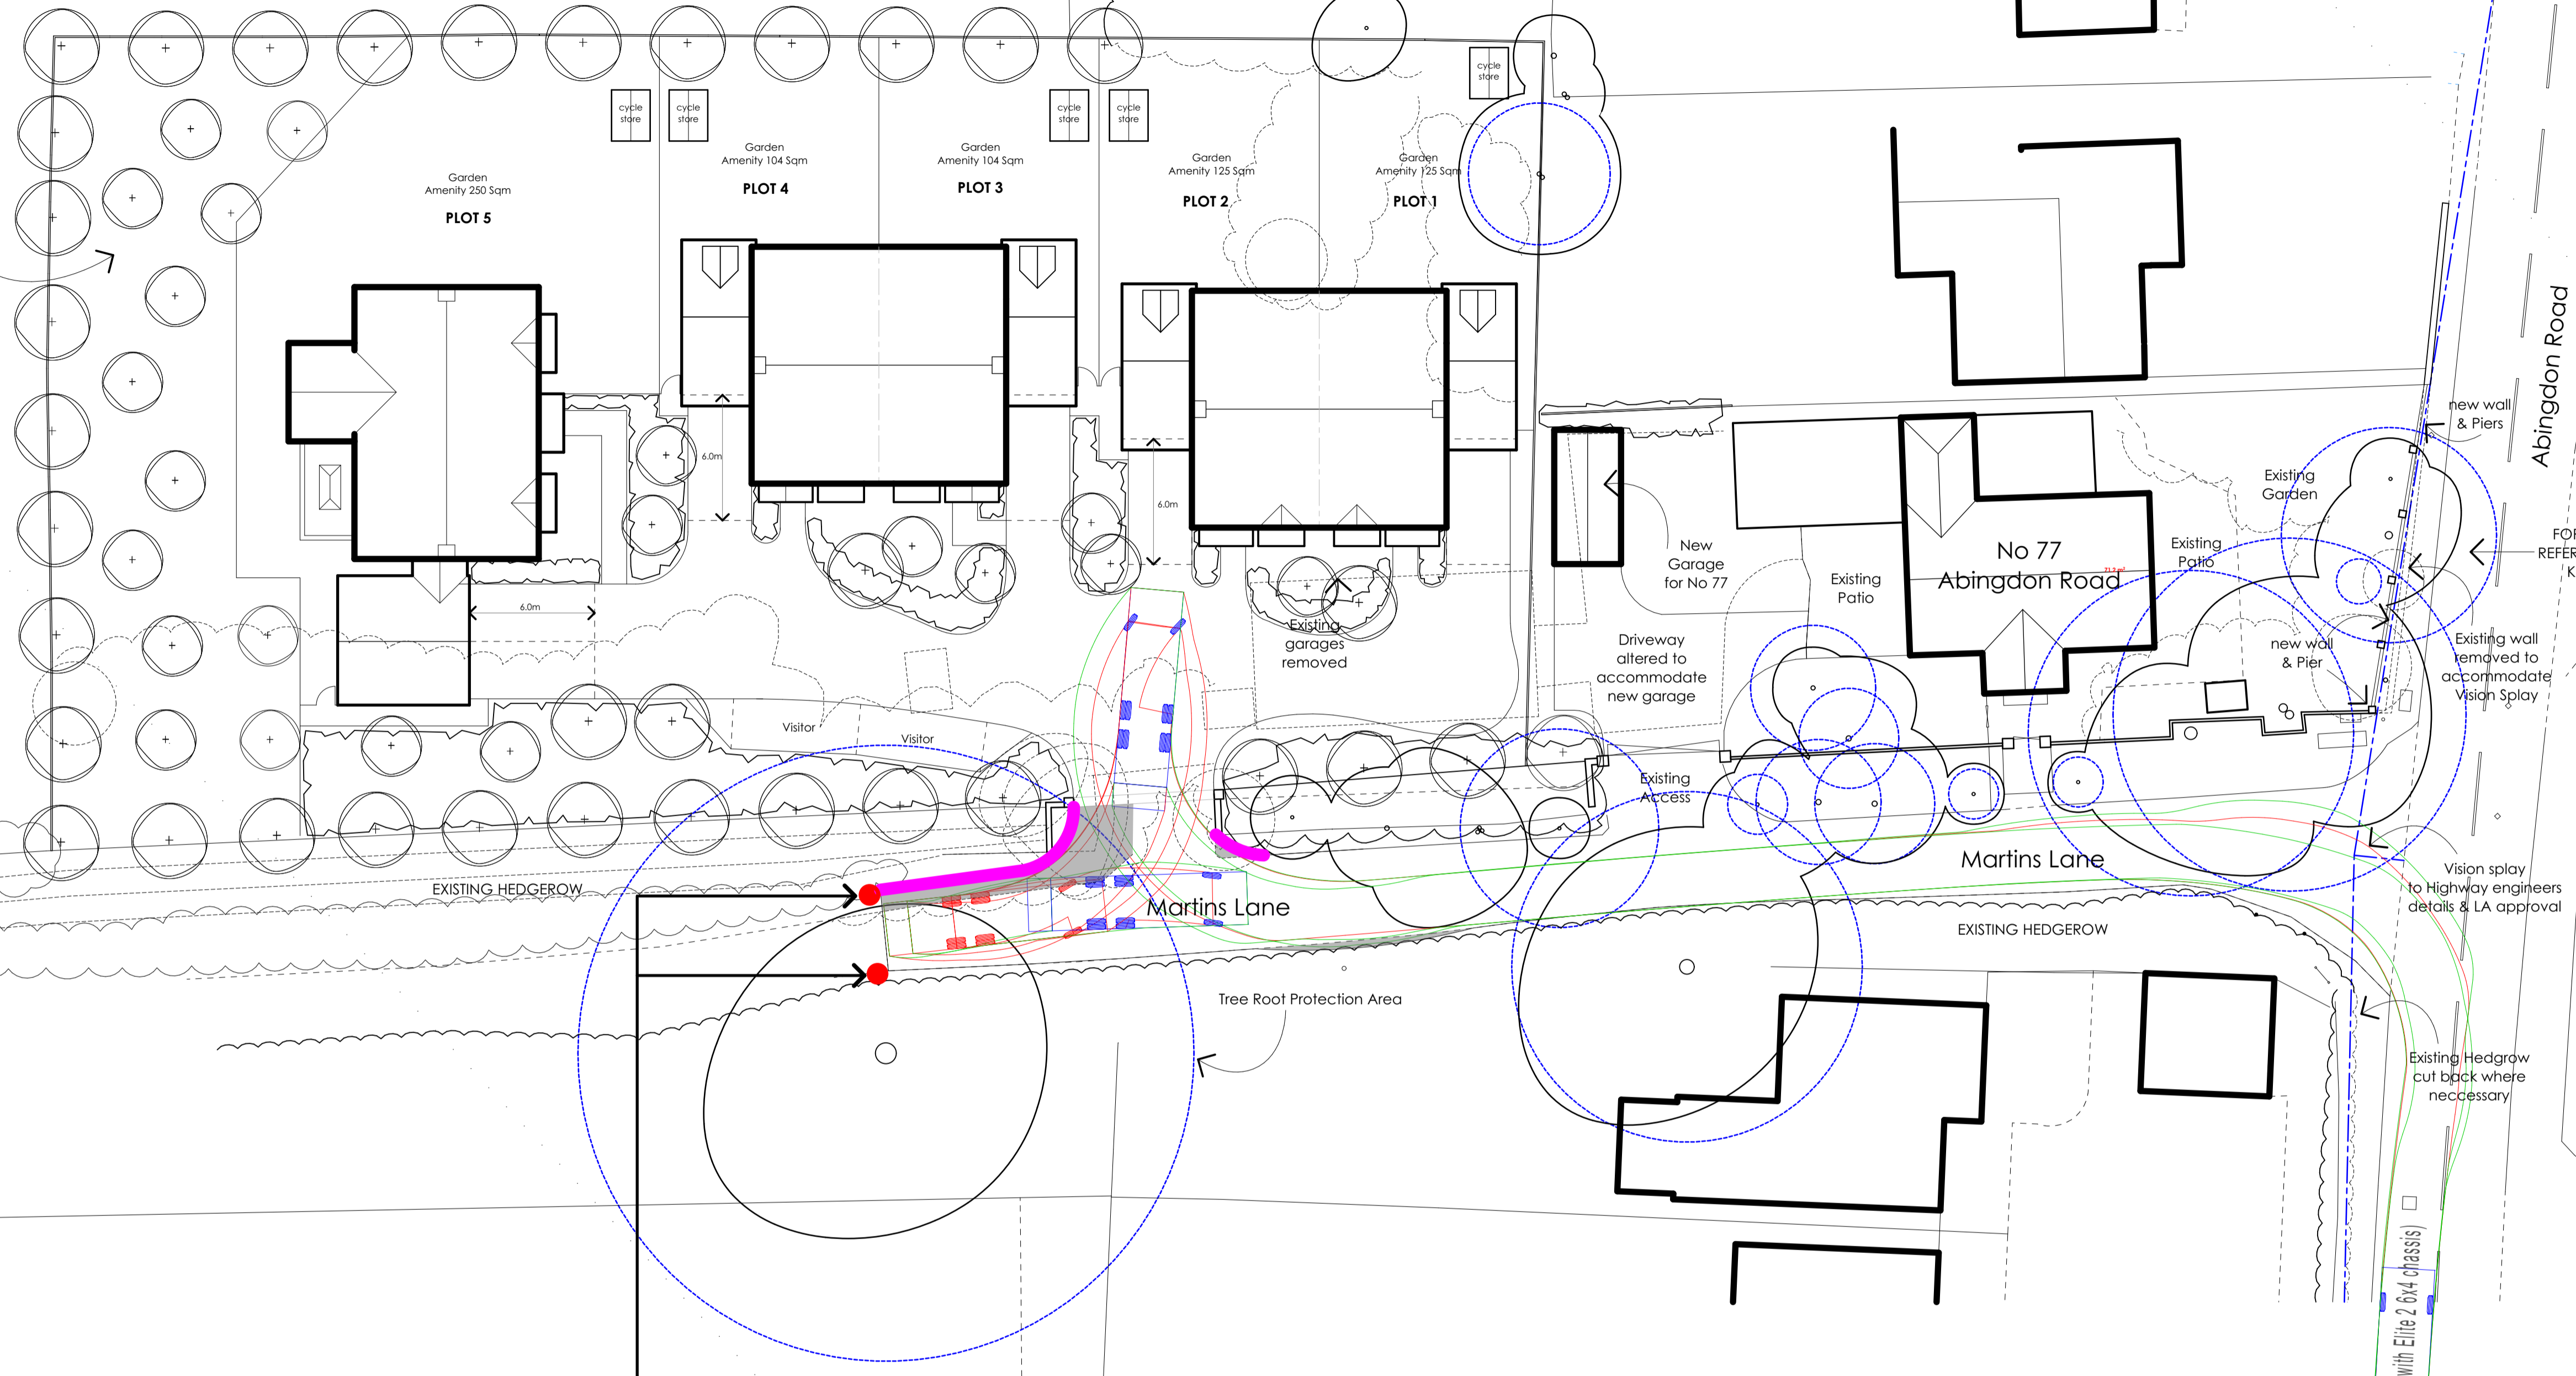 cycle
store
cycle
store
cycle
store
cycle
store
cycle
store
Garden
Amenity 250 Sqm
PLOT 5
Garden
Amenity 104 Sqm
PLOT 4
Garden
Amenity 104 Sqm
PLOT 3
Garden
Amenity 125 Sqm
PLOT 2
Garden
Amenity 125 Sqm
PLOT 1
6.0m
6.0m
6.0m
Abingdon Road
new wall
& Piers
Existing
Garden
New
Garage
for No 77
Existing
Patio
No 77
Abingdon Road
Existing
Patio
Existing
garages
removed
Driveway
altered to
accommodate
new garage
new wall
& Pier
Existing wall
removed to
accommodate
Vision Splay
Visitor
Visitor
Existing
Access
EXISTING HEDGEROW
Martins Lane
Martins Lane
Vision splay
to Highway engineers
details & LA approval
EXISTING HEDGEROW
Tree Root Protection Area
Existing Hedgrow
cut back where
neccessary
with Elite 2 6x4 chassis)